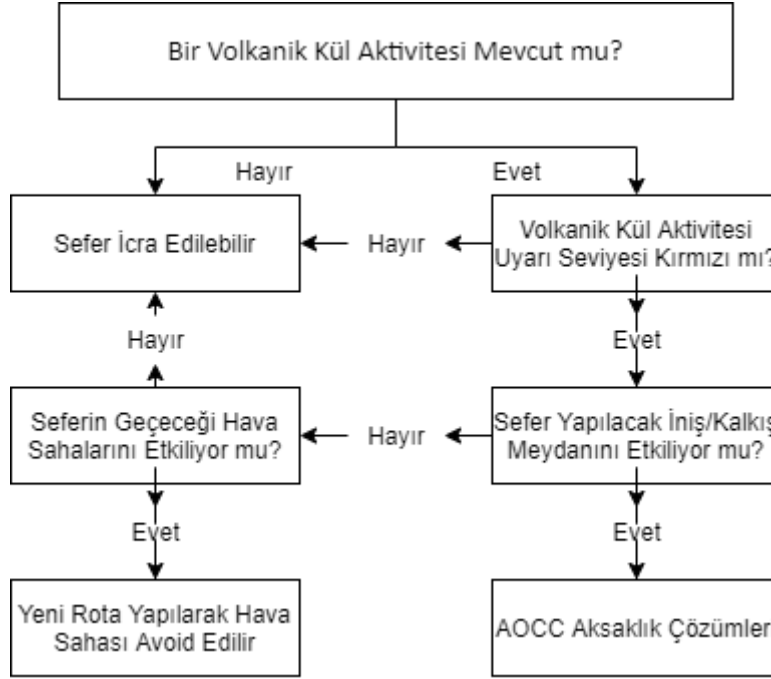 Bir Volkanik Kül Aktivitesi Mevcut mu?
Hayır
Evet
Sefer İcra Edilebilir
Hayır
Volkanik Kül Aktivitesi
Uyarı Seviyesi Kırmızı mı?
Hayır
Evet
Seferin Geçeceği Hava
Sahalarını Etkiliyor mu?
Hayır
Sefer Yapılacak İniş/Kalkış
Meydanını Etkiliyor mu?
Evet
Evet
Yeni Rota Yapılarak Hava
Sahası Avoid Edilir
AOCC Aksaklık Çözümler